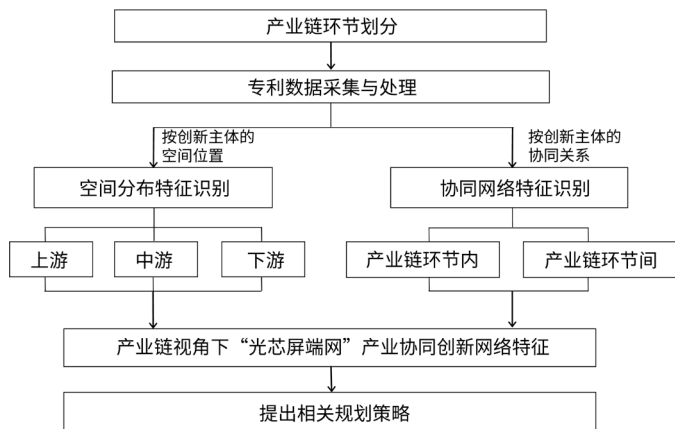 产业链环节划分
专利数据采集与处理
按创新主体的
空间位置
按创新主体的
协同关系
空间分布特征识别
协同网络特征识别
上游
中游
下游
产业链环节内
产业链环节间
产业链视角下“光芯屏端网”产业协同创新网络特征
提出相关规划策略